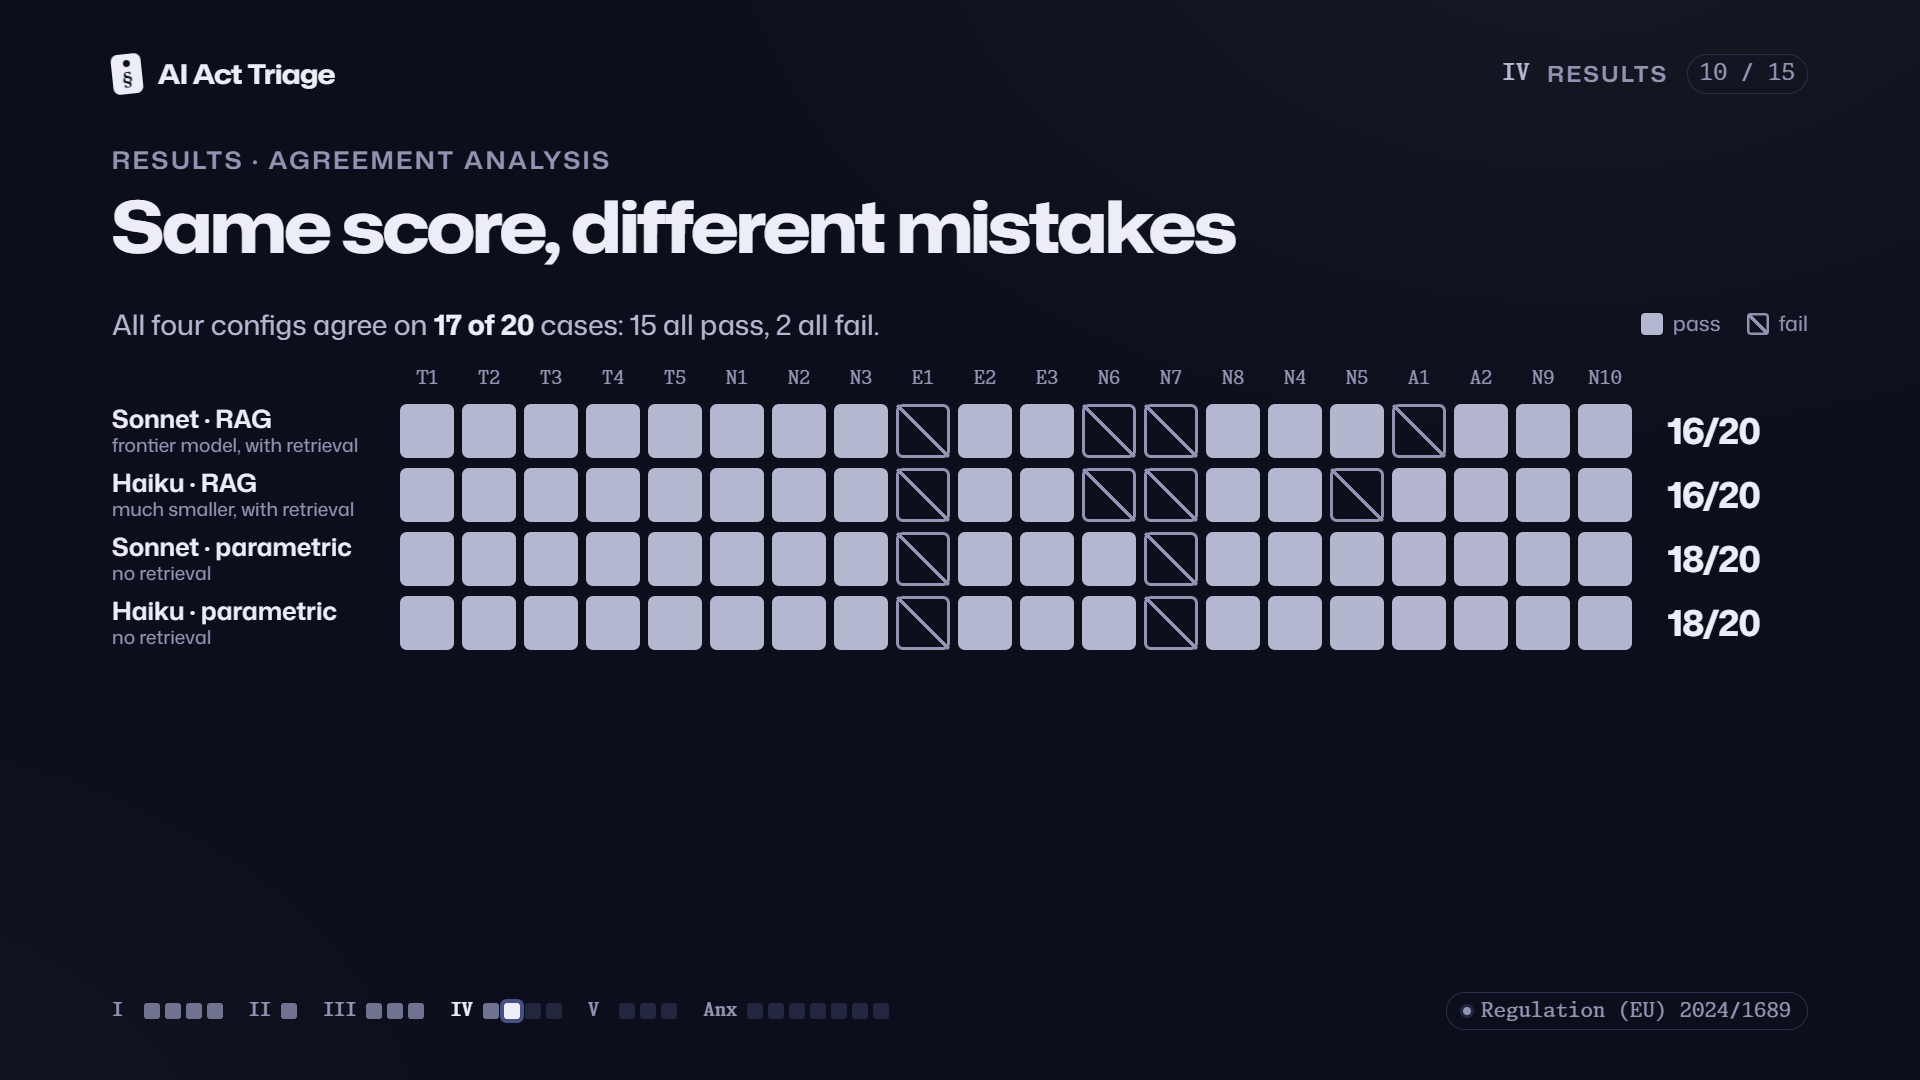 §
AI Act Triage
IV RESULTS 10 / 15
RESULTS · AGREEMENT ANALYSIS
Same score, different mistakes
All four configs agree on 17 of 20 cases: 15 all pass, 2 all fail.
pass fail
T1 T2 T3 T4 T5 N1 N2 N3 E1 E2 E3 N6 N7 N8 N4 N5 A1 A2 N9 N10
Sonnet · RAG
frontier model, with retrieval
16/20
Haiku · RAG
much smaller, with retrieval
16/20
Sonnet · parametric
no retrieval
18/20
Haiku · parametric
no retrieval
18/20
I II III IV V Anx
Regulation (EU) 2024/1689